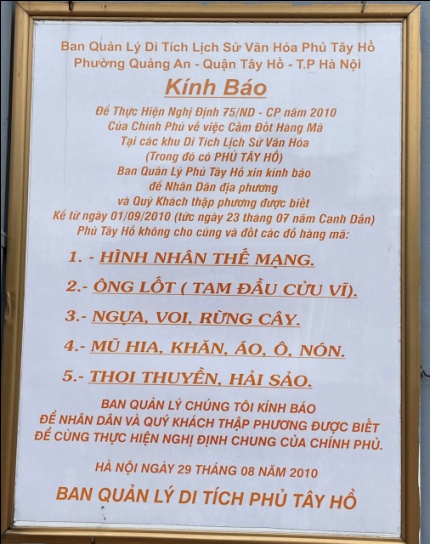 Ban Quản Lý Di Tích Lịch Sử Văn Hóa Phủ Tây Hồ
Phường Quảng An - Quận Tây Hồ - T.P Hà Nội
Kính Báo
Để Thực Hiện Nghị Định 75/ND - CP năm 2010
Của Chính Phủ về việc Cầm Đốt Hàng Mã
Tại các khu Di Tích Lịch Sử Văn Hóa
(Trong đó có PHỦ TÂY HỒ)
Ban Quản Lý Phủ Tây Hồ xin kính báo
để Nhân Dân địa phương
và Quý Khách thập phương được biết
Kể từ ngày 01/09/2010 (tức ngày 23 tháng 07 năm Canh Dần)
Phủ Tây Hồ không cho cúng và đốt các đồ hàng mã:
1. - HÌNH NHÂN THẾ MẠNG.
2.- ÔNG LỐT ( TAM ĐẦU CỬU VĨ).
3.- NGỰA, VOI, RỪNG CÂY.
4.- MŨ HIA, KHĂN, ÁO, Ô, NÓN.
5.- THOI THUYỀN, HẢI SẢO.
BAN QUẢN LÝ CHÚNG TÔI KÍNH BÁO
ĐỂ NHÂN DÂN VÀ QUÝ KHÁCH THẬP PHƯƠNG ĐƯỢC BIẾT
ĐỂ CÙNG THỰC HIỆN NGHỊ ĐỊNH CHUNG CỦA CHÍNH PHỦ.
HÀ NỘI NGÀY 29 THÁNG 08 NĂM 2010
BAN QUẢN LÝ DI TÍCH PHỦ TÂY HỒ